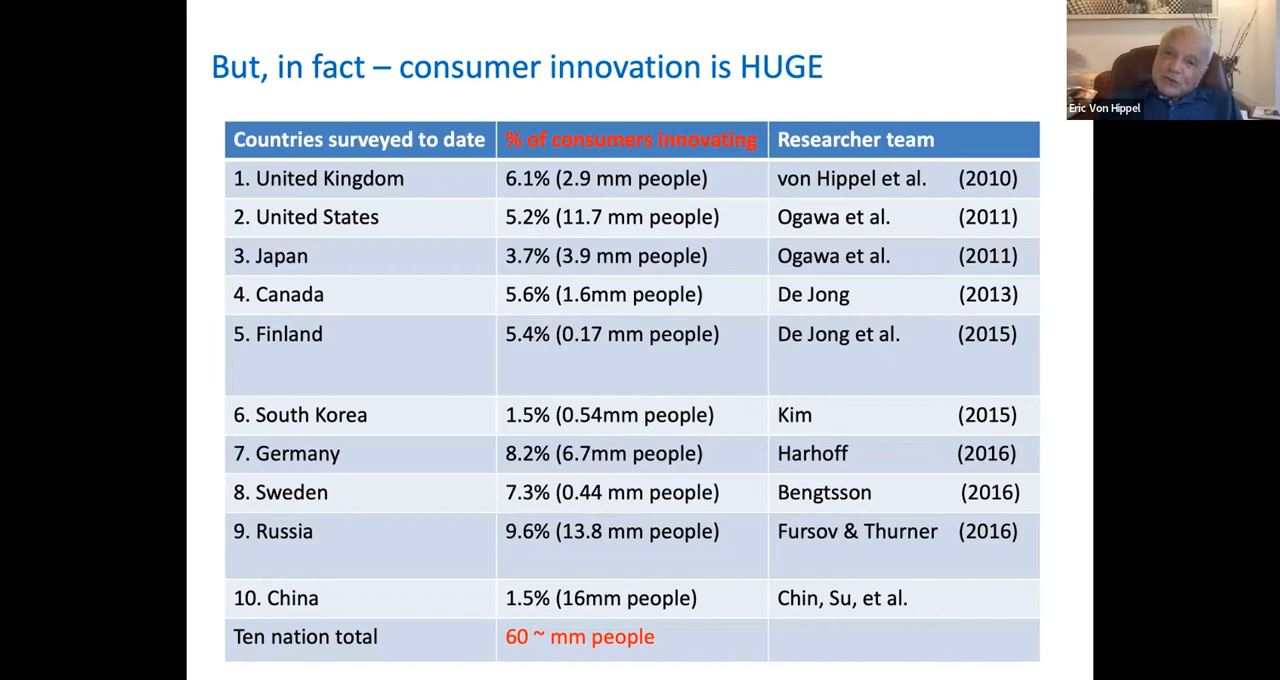 But, in fact – consumer innovation is HUGE
Eric Von Hippel
Countries surveyed to date % of consumers innovating Researcher team
1. United Kingdom 6.1% (2.9 mm people) von Hippel et al. (2010)
2. United States 5.2% (11.7 mm people) Ogawa et al. (2011)
3. Japan 3.7% (3.9 mm people) Ogawa et al. (2011)
4. Canada 5.6% (1.6mm people) De Jong (2013)
5. Finland 5.4% (0.17 mm people) De Jong et al. (2015)
6. South Korea 1.5% (0.54mm people) Kim (2015)
7. Germany 8.2% (6.7mm people) Harhoff (2016)
8. Sweden 7.3% (0.44 mm people) Bengtsson (2016)
9. Russia 9.6% (13.8 mm people) Fursov & Thurner (2016)
10. China 1.5% (16mm people) Chin, Su, et al.
Ten nation total 60 ~ mm people